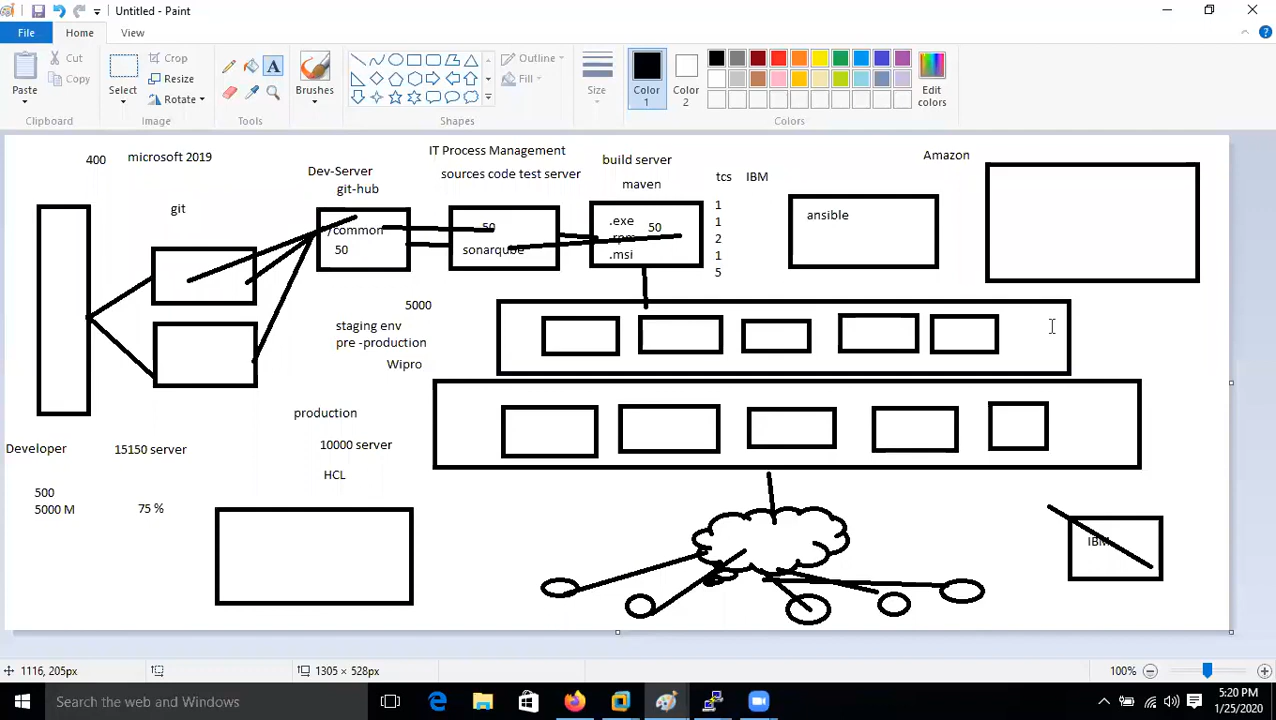 Untitled - Paint
File
Home
View
Paste
Cut
Copy
Clipboard
Select
Crop
Resize
Rotate
Image
A
Tools
Brushes
Shapes
Outline
Fill
Size
Color
1
Color
2
Edit
colors
Colors
400
microsoft 2019
git
Dev-Server
git-hub
/common
50
IT Process Management
sources code test server
50
sonarqube
build server
maven
.exe
50
.rpm
.msi
tcs
IBM
1
1
2
1
5
ansible
Amazon
5000
staging env
pre -production
Wipro
production
10000 server
HCL
Developer
15150 server
500
5000 M
75 %
IBM
1116, 205px
1305 × 528px
100%
Search the web and Windows
5:20 PM
1/25/2020